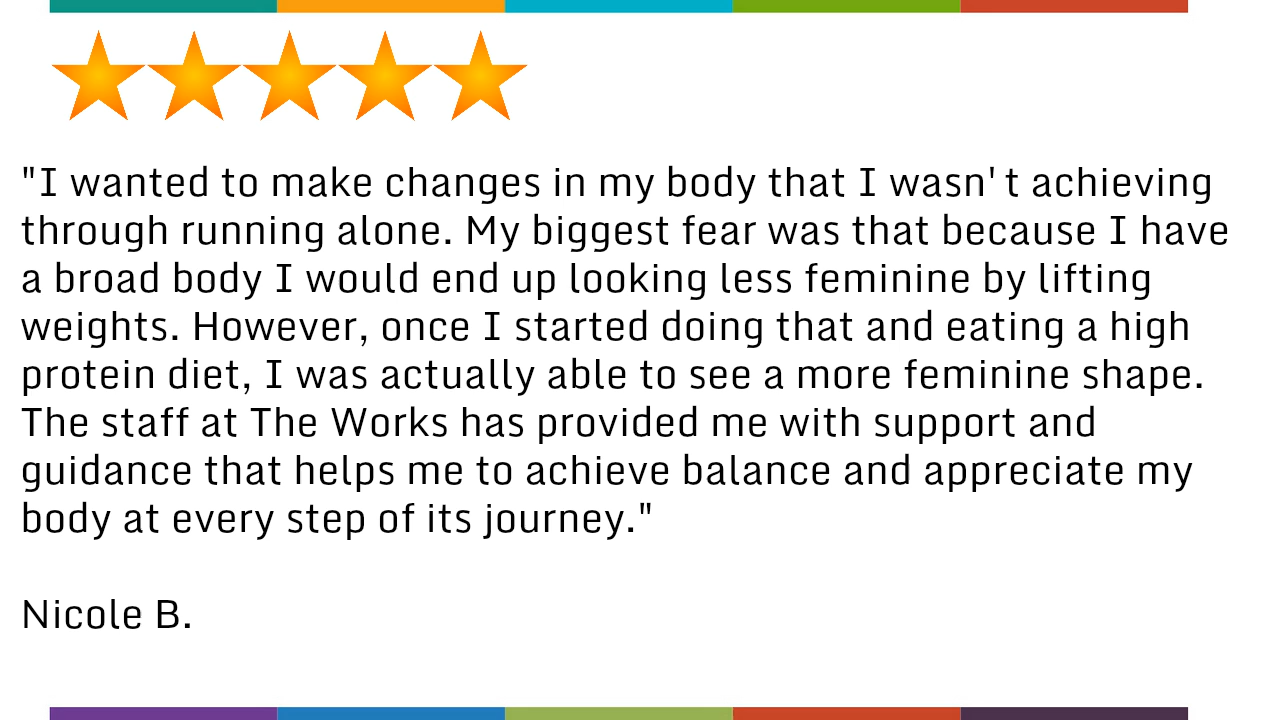 "I wanted to make changes in my body that I wasn't achieving
through running alone. My biggest fear was that because I have
a broad body I would end up looking less feminine by lifting
weights. However, once I started doing that and eating a high
protein diet, I was actually able to see a more feminine shape.
The staff at The Works has provided me with support and
guidance that helps me to achieve balance and appreciate my
body at every step of its journey."
Nicole B.